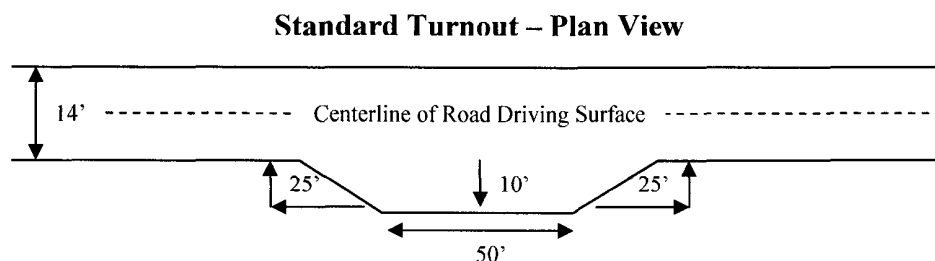 Standard Turnout – Plan View
14'
Centerline of Road Driving Surface
25'
10'
25'
50'